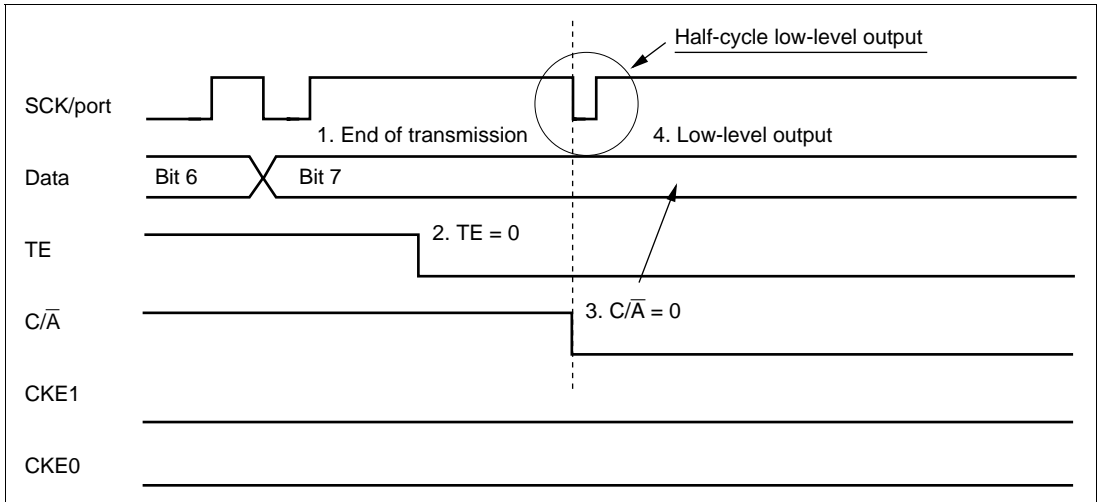 Half-cycle low-level output
SCK/port
1. End of transmission
4. Low-level output
Data
Bit 6
Bit 7
TE
2. TE = 0
C/A̅
3. C/A̅ = 0
CKE1
CKE0